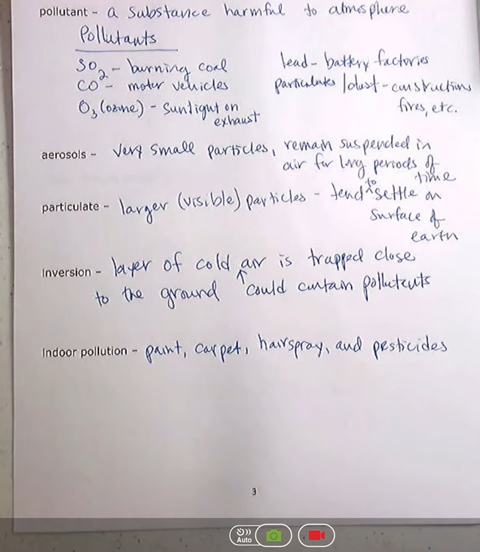 pollutant - a substance harmful to atmosphere
Pollutants
SO2 - burning coal
CO - motor vehicles
O3 (ozone) - sunlight on
exhaust
lead - battery factories
particulates / dust - constructions
fires, etc.
aerosols - very small particles, remain suspended in
air for long periods of
time
particulate - larger (visible) particles - tend to settle on
surface of
earth
Inversion - layer of cold air is trapped close
to the ground ↑ could contain pollutants
Indoor pollution - paint, carpet, hairspray, and pesticides
3
Auto